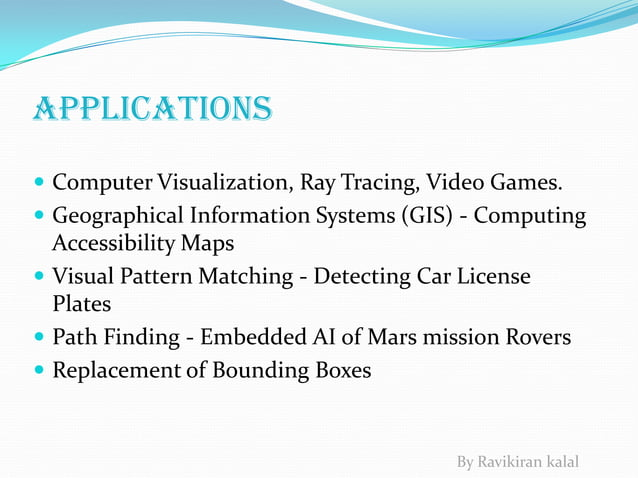 APPLICATIONS
Computer Visualization, Ray Tracing, Video Games.
Geographical Information Systems (GIS) - Computing
Accessibility Maps
Visual Pattern Matching - Detecting Car License
Plates
Path Finding - Embedded AI of Mars mission Rovers
Replacement of Bounding Boxes
By Ravikiran kalal